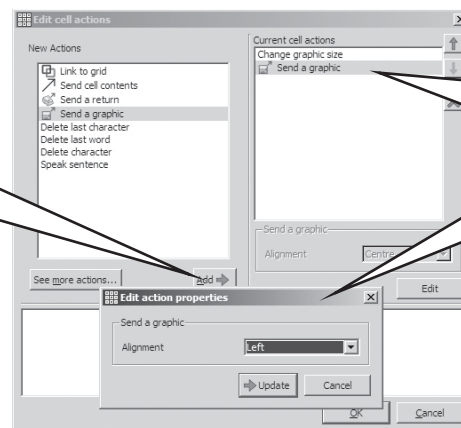 Edit cell actions
New Actions
Link to grid
Send cell contents
Send a return
Send a graphic
Delete last character
Delete last word
Delete character
Speak sentence
See more actions...
Add
Current cell actions
Change graphic size
Send a graphic
Send a graphic
Alignment
Centre
Edit
Edit action properties
Send a graphic
Alignment
Left
Update
Cancel
OK
Cancel